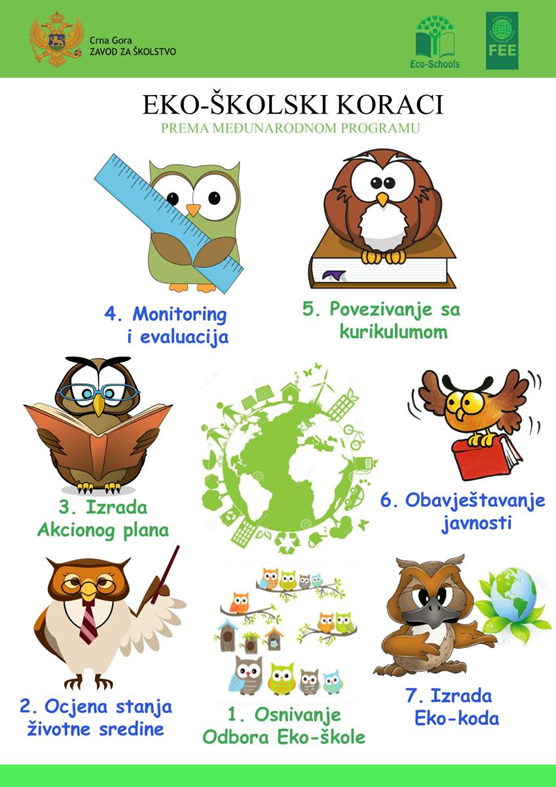 Crna Gora
ZAVOD ZA ŠKOLSTVO
Eco-Schools
FEE
EKO-ŠKOLSKI KORACI
PREMA MEĐUNARODNOM PROGRAMU
4. Monitoring
i evaluacija
5. Povezivanje sa
kurikulumom
3. Izrada
Akcionog plana
6. Obavještavanje
javnosti
2. Ocjena stanja
životne sredine
1. Osnivanje
Odbora Eko-škole
7. Izrada
Eko-koda